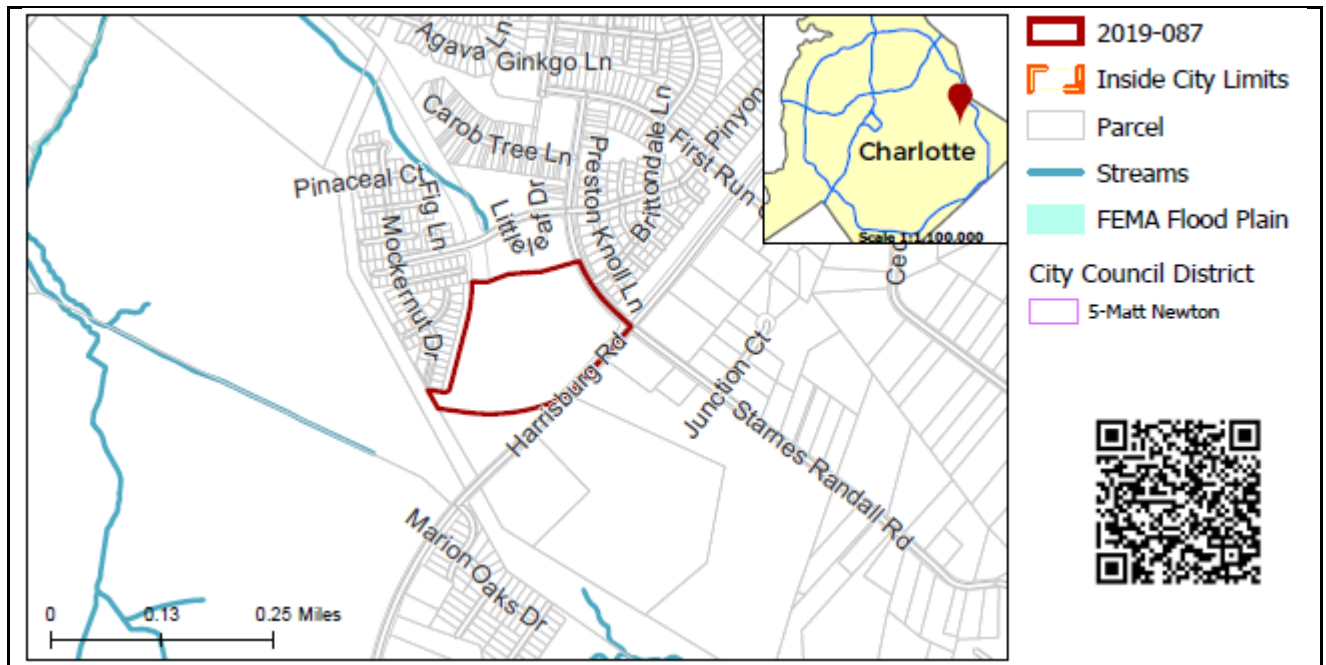 Agava Ln
Ginkgo Ln
Carob Tree Ln
Pinaceal Ct
Fig Ln
Mockernut Dr
Little
eaf Dr
Preston Knoll Ln
Brittondale Ln
First Run
Pinyon
Harrisburg Rd
Junction Ct
Starnes Randall Rd
Marion Oaks Dr
Charlotte
Scale 1:1,100,000
0 0.13 0.25 Miles
2019-087
Inside City Limits
Parcel
Streams
FEMA Flood Plain
City Council District
5-Matt Newton